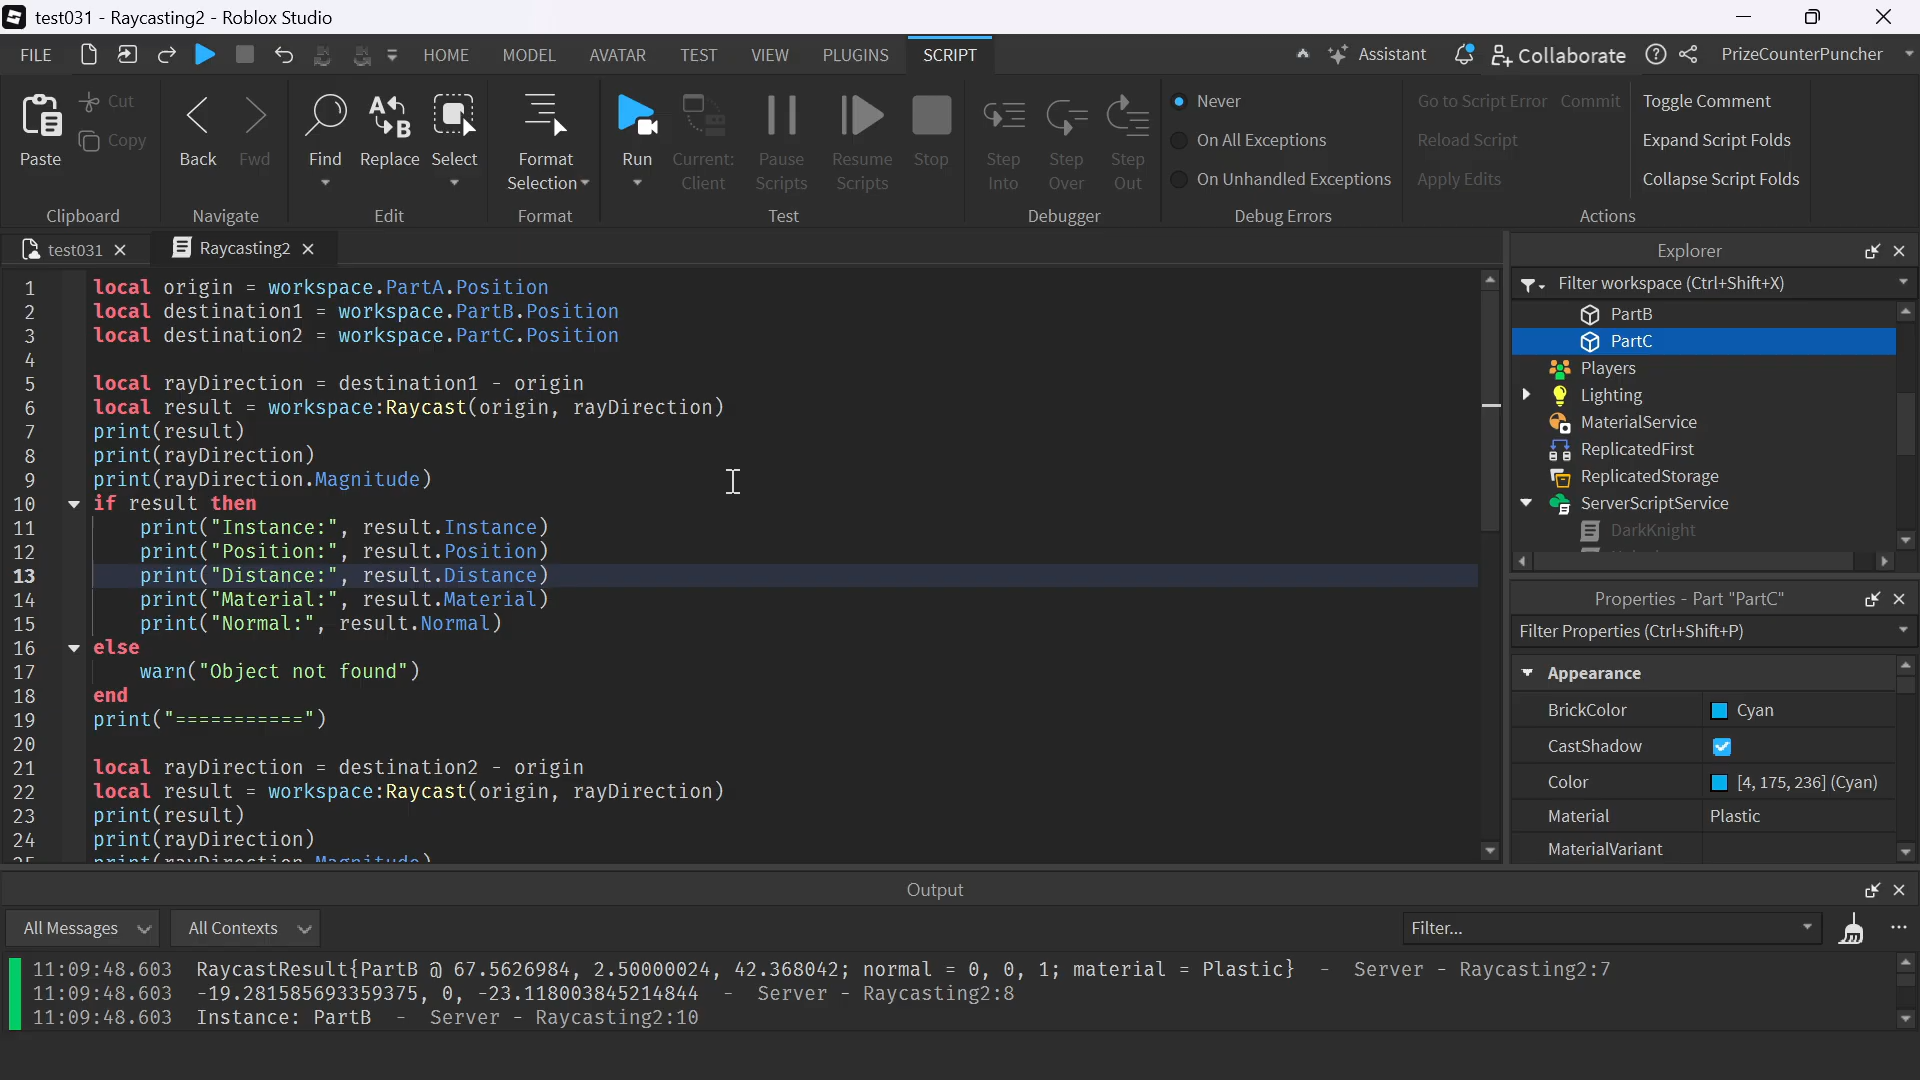 test031 - Raycasting2 - Roblox Studio
FILE HOME MODEL AVATAR TEST VIEW PLUGINS SCRIPT Assistant Collaborate PrizeCounterPuncher
Paste Cut Copy Clipboard
Back Fwd Navigate
Find Replace Select Edit
Format Selection Format
Run Current: Client Pause Scripts Resume Scripts Stop Test
Step Into Step Over Step Out Debugger
Never
On All Exceptions
On Unhandled Exceptions
Debug Errors
Go to Script Error Commit
Reload Script
Apply Edits
Toggle Comment
Expand Script Folds
Collapse Script Folds
Actions
test031 Raycasting2
1 local origin = workspace.PartA.Position
2 local destination1 = workspace.PartB.Position
3 local destination2 = workspace.PartC.Position
4
5 local rayDirection = destination1 - origin
6 local result = workspace:Raycast(origin, rayDirection)
7 print(result)
8 print(rayDirection)
9 print(rayDirection.Magnitude)
10 if result then
11 print("Instance:", result.Instance)
12 print("Position:", result.Position)
13 print("Distance:", result.Distance)
14 print("Material:", result.Material)
15 print("Normal:", result.Normal)
16 else
17 warn("Object not found")
18 end
19 print("===========")
20
21 local rayDirection = destination2 - origin
22 local result = workspace:Raycast(origin, rayDirection)
23 print(result)
24 print(rayDirection)
25 print(rayDirection.Magnitude)
Explorer
Filter workspace (Ctrl+Shift+X)
PartB
PartC
Players
Lighting
MaterialService
ReplicatedFirst
ReplicatedStorage
ServerScriptService
DarkKnight
Properties - Part "PartC"
Filter Properties (Ctrl+Shift+P)
Appearance
BrickColor Cyan
CastShadow
Color [4, 175, 236] (Cyan)
Material Plastic
MaterialVariant
Output
All Messages All Contexts Filter...
11:09:48.603 RaycastResult{PartB @ 67.5626984, 2.50000024, 42.368042; normal = 0, 0, 1; material = Plastic} - Server - Raycasting2:7
11:09:48.603 -19.281585693359375, 0, -23.118003845214844 - Server - Raycasting2:8
11:09:48.603 Instance: PartB - Server - Raycasting2:10